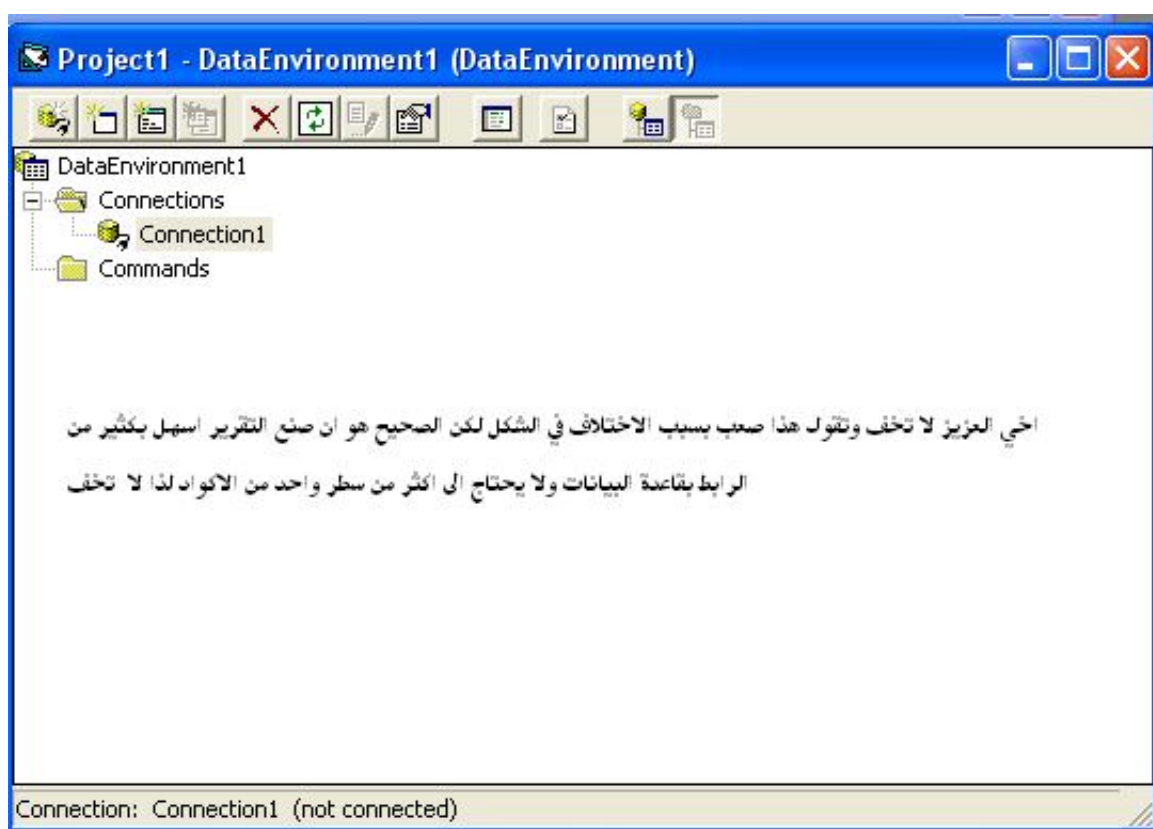 Project1 - DataEnvironment1 (DataEnvironment)
DataEnvironment1
Connections
Connection1
Commands
اخي العزيز لا تخف وتقول هذا صعب بسبب الاختلاف في الشكل لكن الصحيح هو ان صنع التقرير اسهل بكثير من
الرابط بقاعدة البيانات ولا يحتاج الى اكثر من سطر واحد من الاكواد لذا لا تخف
Connection: Connection1 (not connected)